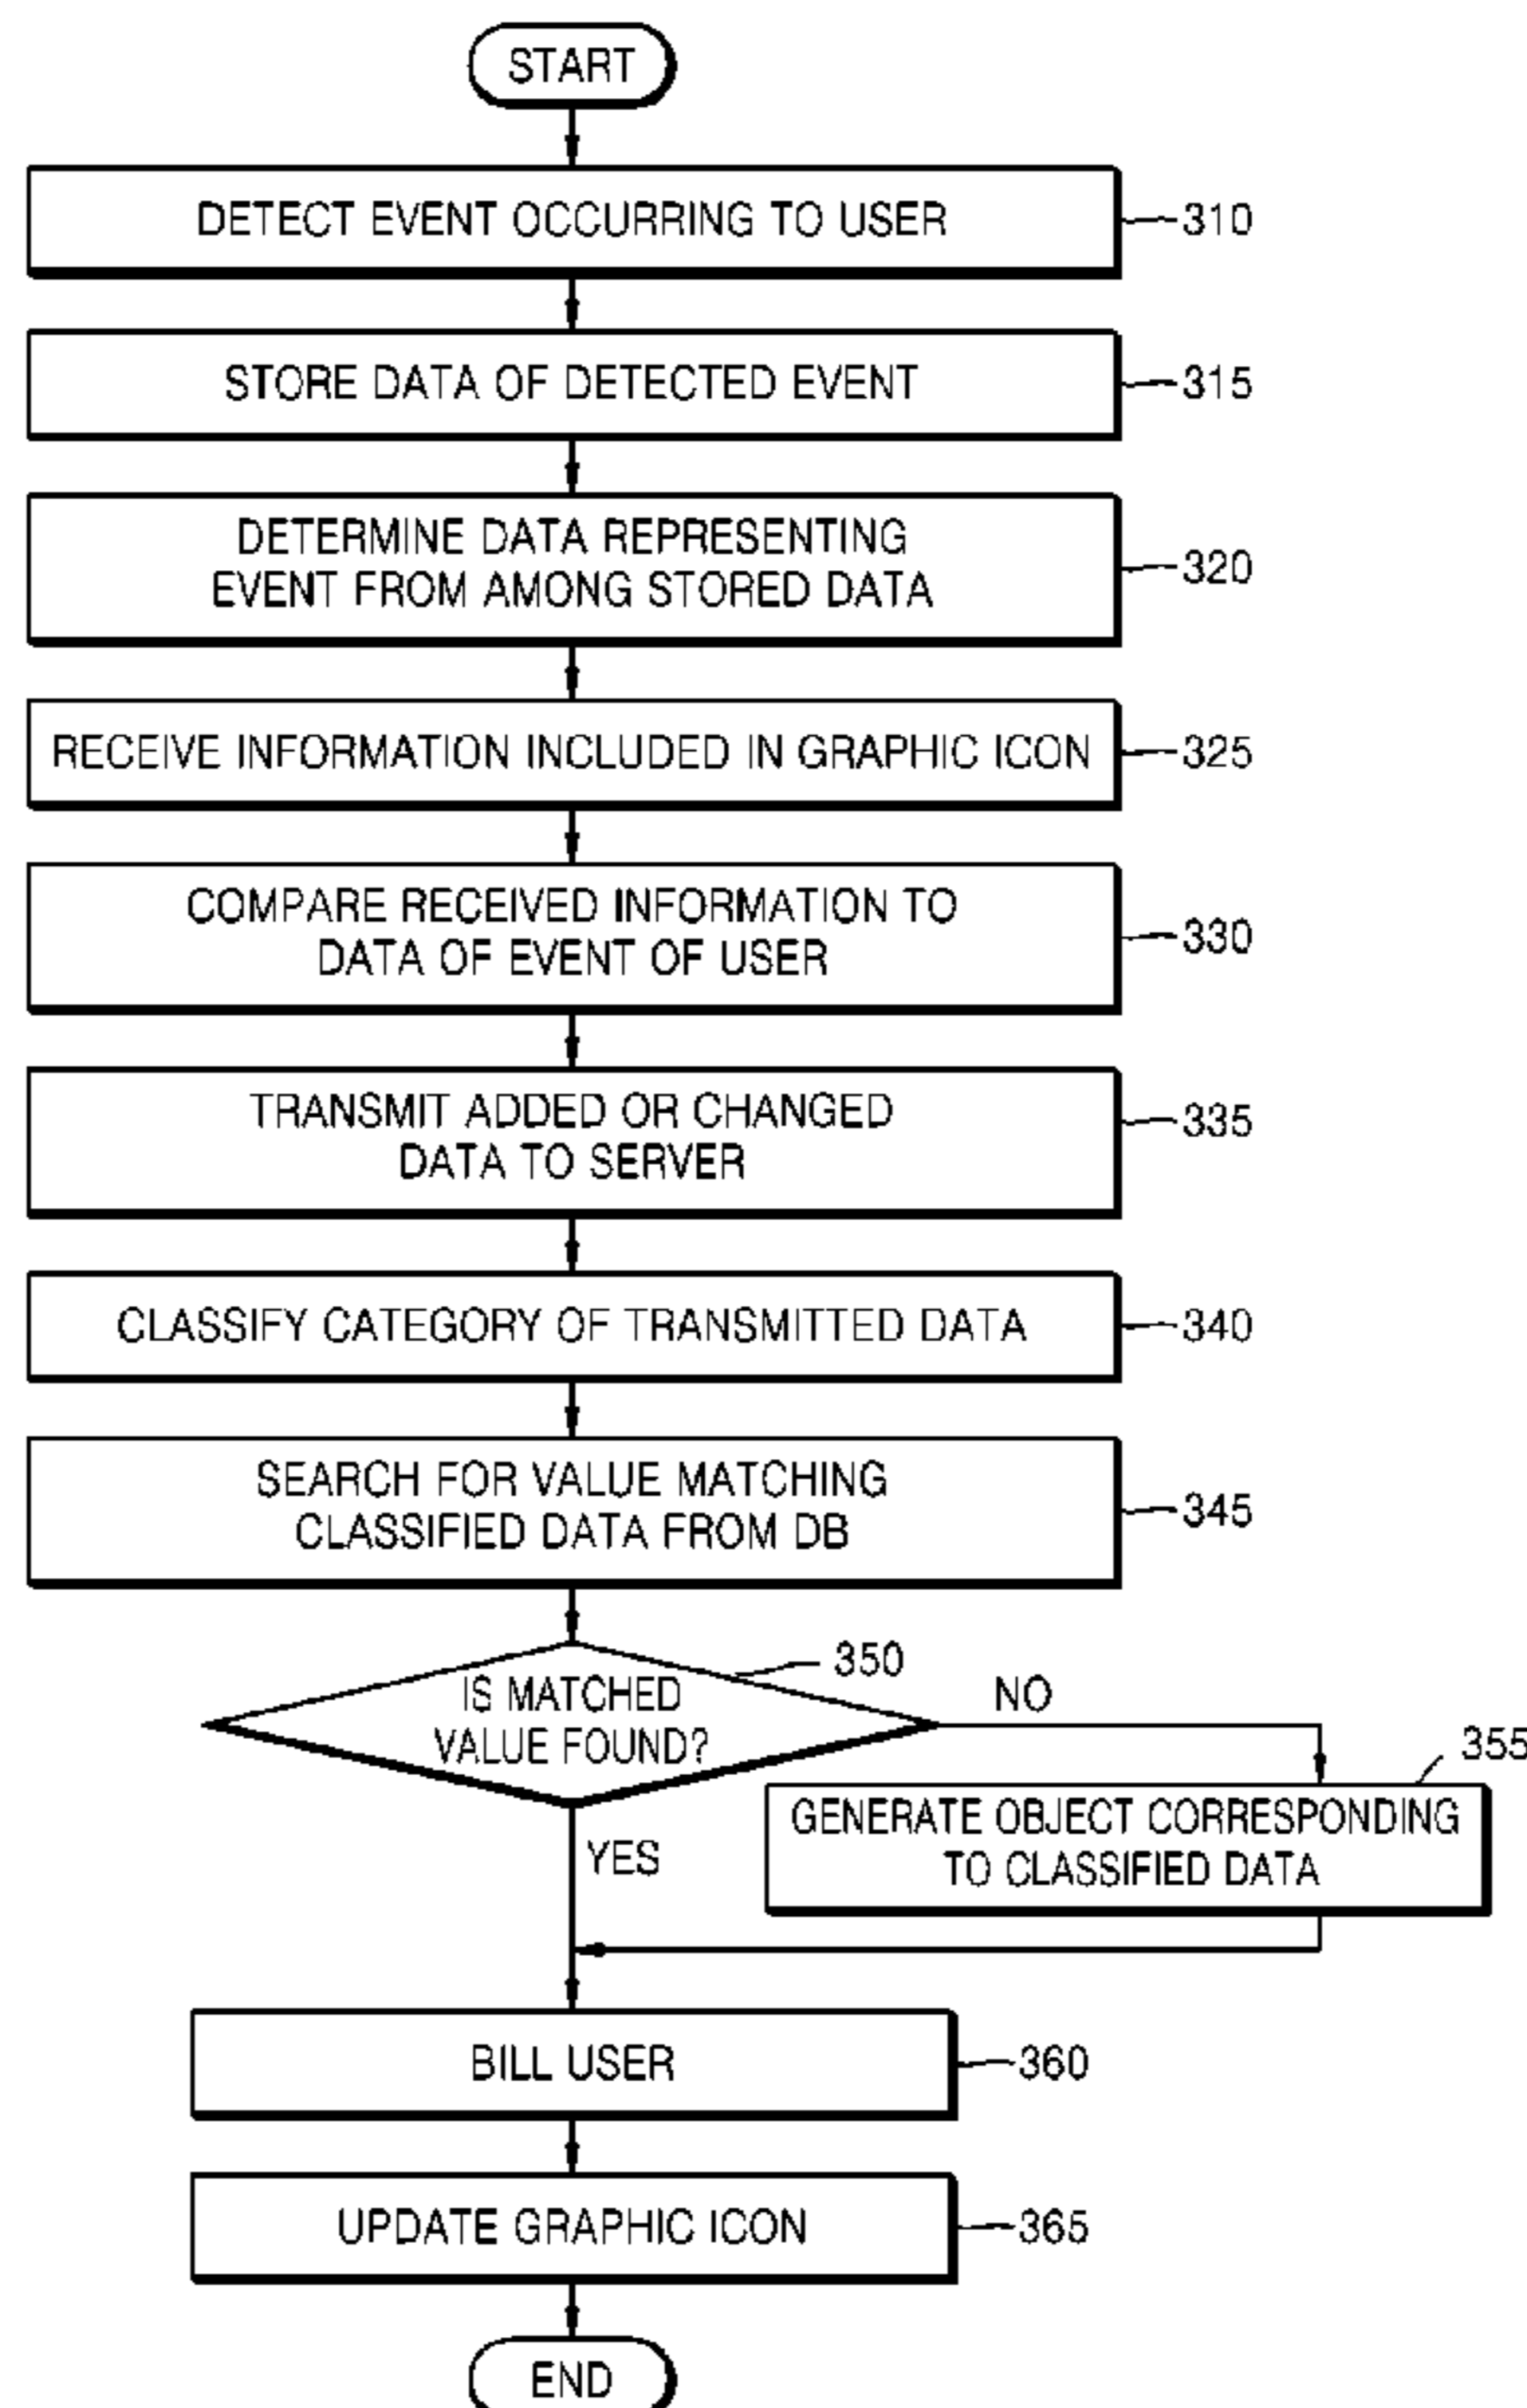 START
DETECT EVENT OCCURRING TO USER
310
STORE DATA OF DETECTED EVENT
315
DETERMINE DATA REPRESENTING
EVENT FROM AMONG STORED DATA
320
RECEIVE INFORMATION INCLUDED IN GRAPHIC ICON
325
COMPARE RECEIVED INFORMATION TO
DATA OF EVENT OF USER
330
TRANSMIT ADDED OR CHANGED
DATA TO SERVER
335
CLASSIFY CATEGORY OF TRANSMITTED DATA
340
SEARCH FOR VALUE MATCHING
CLASSIFIED DATA FROM DB
345
350
IS MATCHED
VALUE FOUND?
NO
355
GENERATE OBJECT CORRESPONDING
TO CLASSIFIED DATA
YES
BILL USER
360
UPDATE GRAPHIC ICON
365
END